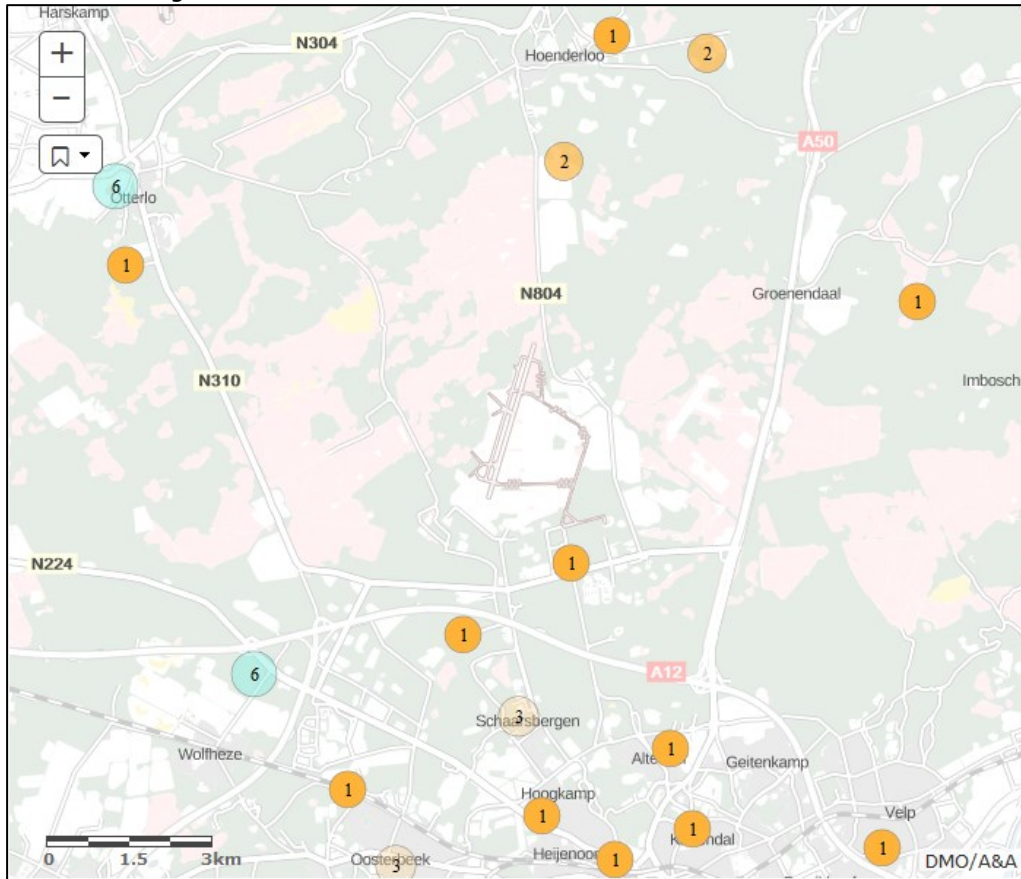 Harskamp
N304
1
Hoenderloo
2
+
−
A50
2
6
Otterlo
1
N804
Groenendaal
1
N310
Imbosch
N224
1
1
A12
6
3
Schaarsbergen
Wolfheze
1
Geitenkamp
1
Hoogkamp
1
Velp
1
1
1
Oosterbeek
3
0 1.5 3km
DMO/A&A